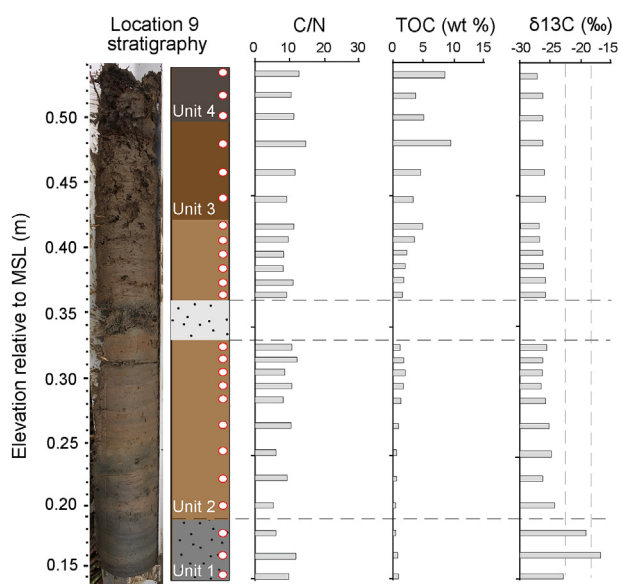 Location 9
stratigraphy
C/N
TOC (wt %)
δ13C (‰)
0 10 20 30
0 5 10 15
-30 -25 -20 -15
Elevation relative to MSL (m)
0.50
0.45
0.40
0.35
0.30
0.25
0.20
0.15
Unit 4
Unit 3
Unit 2
Unit 1